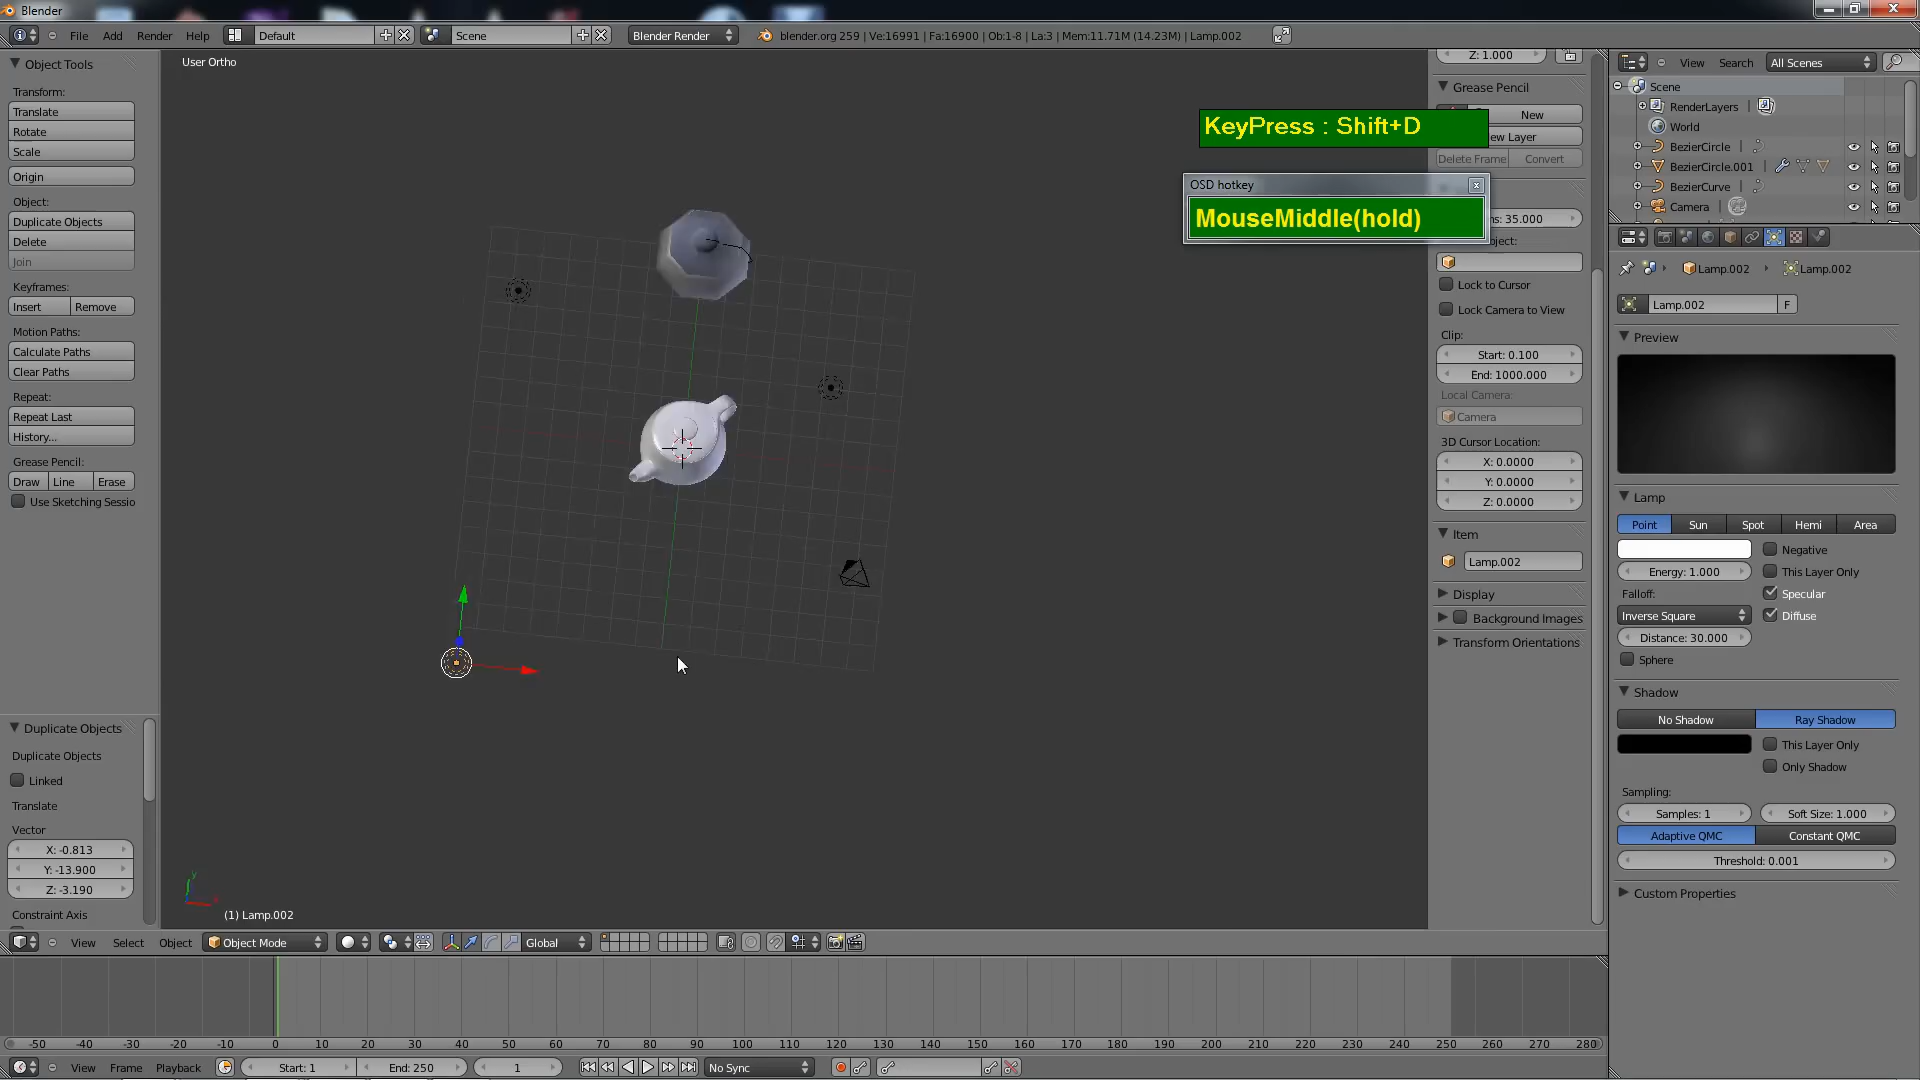 Blender
File Add Render Help Default Scene Blender Render blender.org 259 | Ve:16991 | Fa:16900 | Ob:1-8 | La:3 | Mem:11.71M (14.23M) | Lamp.002
Object Tools
Transform:
Translate
Rotate
Scale
Origin
Object:
Duplicate Objects
Delete
Join
Keyframes:
Insert Remove
Motion Paths:
Calculate Paths
Clear Paths
Repeat:
Repeat Last
History...
Grease Pencil:
Draw Line Erase
Use Sketching Sessio
Duplicate Objects
Duplicate Objects
Linked
Translate
Vector
X: -0.813
Y: -13.900
Z: -3.190
Constraint Axis
User Ortho
KeyPress : Shift+D
OSD hotkey
MouseMiddle(hold)
y
x
(1) Lamp.002
View Select Object Object Mode Global
Z: 1.000
Grease Pencil
New
ew Layer
Delete Frame Convert
ns: 35.000
bject:
Lock to Cursor
Lock Camera to View
Clip:
Start: 0.100
End: 1000.000
Local Camera:
Camera
3D Cursor Location:
X: 0.0000
Y: 0.0000
Z: 0.0000
Item
Lamp.002
Display
Background Images
Transform Orientations
View Search All Scenes
Scene
RenderLayers
World
BezierCircle
BezierCircle.001
BezierCurve
Camera
Lamp.002 Lamp.002
Lamp.002 F
Preview
Lamp
Point Sun Spot Hemi Area
Negative
Energy: 1.000 This Layer Only
Falloff: Specular
Inverse Square Diffuse
Distance: 30.000
Sphere
Shadow
No Shadow Ray Shadow
This Layer Only
Only Shadow
Sampling:
Samples: 1 Soft Size: 1.000
Adaptive QMC Constant QMC
Threshold: 0.001
Custom Properties
-50 -40 -30 -20 -10 0 10 20 30 40 50 60 70 80 90 100 110 120 130 140 150 160 170 180 190 200 210 220 230 240 250 260 270 280
View Frame Playback Start: 1 End: 250 1 No Sync